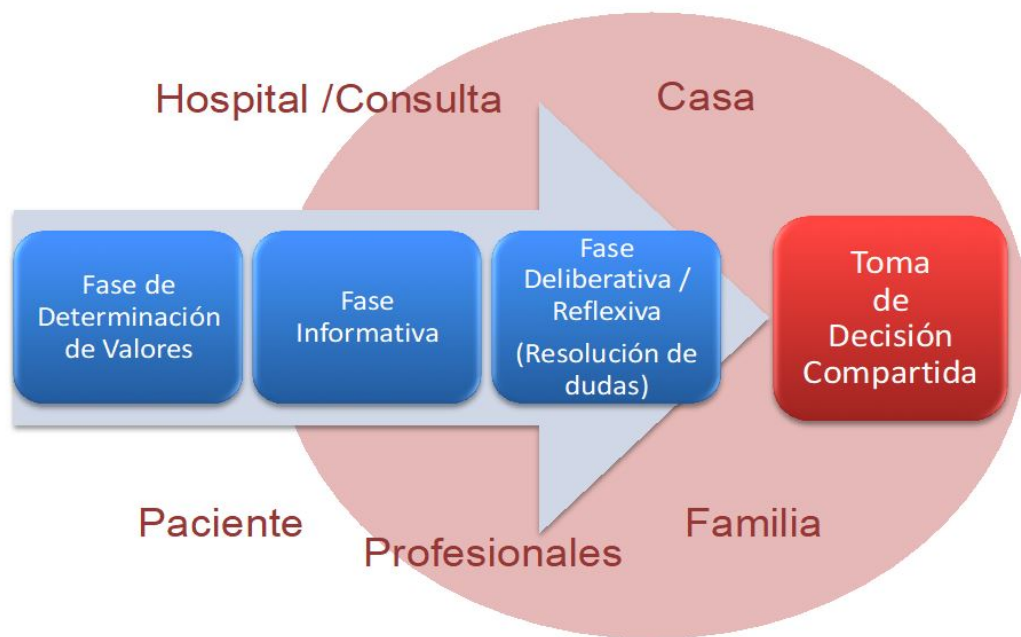 Hospital /Consulta
Casa
Fase de
Determinación
de Valores
Fase
Informativa
Fase
Deliberativa /
Reflexiva
(Resolución de
dudas)
Toma
de
Decisión
Compartida
Paciente
Profesionales
Familia